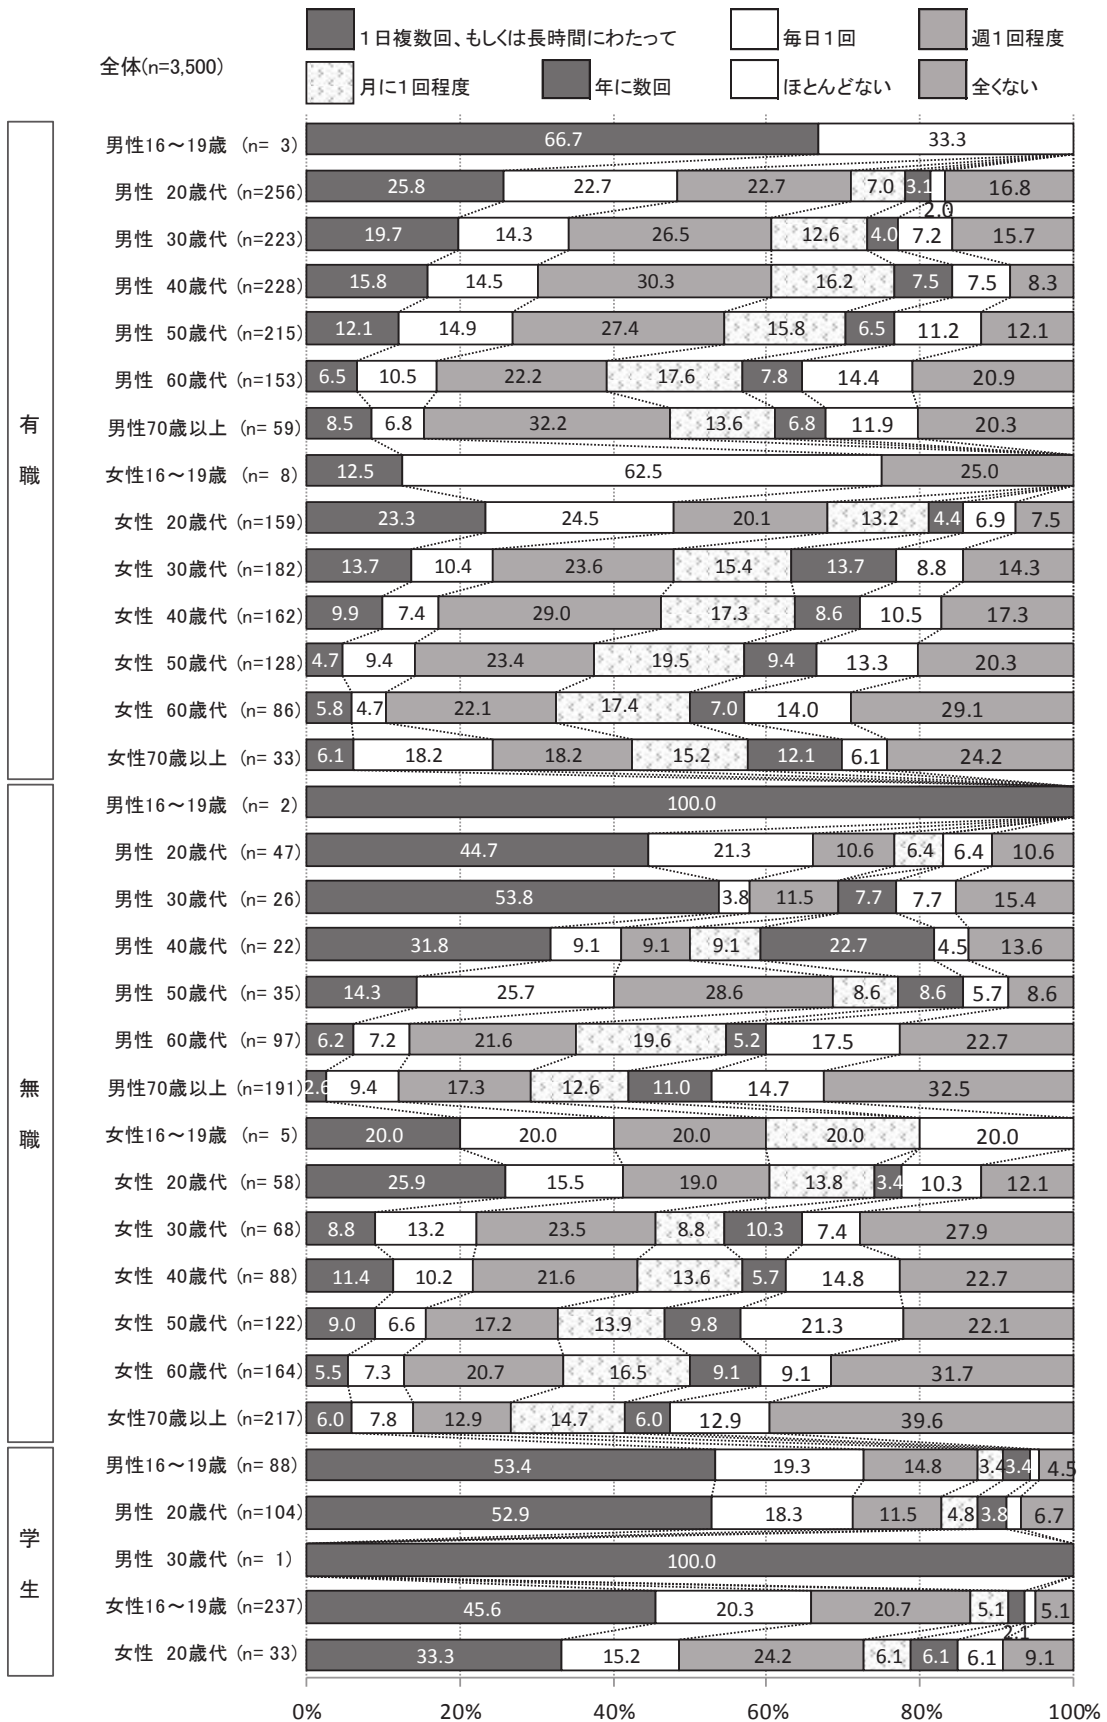 1日複数回、もしくは長時間にわたって 毎日1回 週1回程度
全体(n=3,500)
月に1回程度 年に数回 ほとんどない 全くない
有職
男性16～19歳 (n= 3) 66.7 33.3
男性 20歳代 (n=256) 25.8 22.7 22.7 7.0 3.1 2.0 16.8
男性 30歳代 (n=223) 19.7 14.3 26.5 12.6 4.0 7.2 15.7
男性 40歳代 (n=228) 15.8 14.5 30.3 16.2 7.5 7.5 8.3
男性 50歳代 (n=215) 12.1 14.9 27.4 15.8 6.5 11.2 12.1
男性 60歳代 (n=153) 6.5 10.5 22.2 17.6 7.8 14.4 20.9
男性70歳以上 (n= 59) 8.5 6.8 32.2 13.6 6.8 11.9 20.3
女性16～19歳 (n= 8) 12.5 62.5 25.0
女性 20歳代 (n=159) 23.3 24.5 20.1 13.2 4.4 6.9 7.5
女性 30歳代 (n=182) 13.7 10.4 23.6 15.4 13.7 8.8 14.3
女性 40歳代 (n=162) 9.9 7.4 29.0 17.3 8.6 10.5 17.3
女性 50歳代 (n=128) 4.7 9.4 23.4 19.5 9.4 13.3 20.3
女性 60歳代 (n= 86) 5.8 4.7 22.1 17.4 7.0 14.0 29.1
女性70歳以上 (n= 33) 6.1 18.2 18.2 15.2 12.1 6.1 24.2
無職
男性16～19歳 (n= 2) 100.0
男性 20歳代 (n= 47) 44.7 21.3 10.6 6.4 6.4 10.6
男性 30歳代 (n= 26) 53.8 3.8 11.5 7.7 7.7 15.4
男性 40歳代 (n= 22) 31.8 9.1 9.1 9.1 22.7 4.5 13.6
男性 50歳代 (n= 35) 14.3 25.7 28.6 8.6 8.6 5.7 8.6
男性 60歳代 (n= 97) 6.2 7.2 21.6 19.6 5.2 17.5 22.7
男性70歳以上 (n=191) 2.6 9.4 17.3 12.6 11.0 14.7 32.5
女性16～19歳 (n= 5) 20.0 20.0 20.0 20.0 20.0
女性 20歳代 (n= 58) 25.9 15.5 19.0 13.8 3.4 10.3 12.1
女性 30歳代 (n= 68) 8.8 13.2 23.5 8.8 10.3 7.4 27.9
女性 40歳代 (n= 88) 11.4 10.2 21.6 13.6 5.7 14.8 22.7
女性 50歳代 (n=122) 9.0 6.6 17.2 13.9 9.8 21.3 22.1
女性 60歳代 (n=164) 5.5 7.3 20.7 16.5 9.1 9.1 31.7
女性70歳以上 (n=217) 6.0 7.8 12.9 14.7 6.0 12.9 39.6
学生
男性16～19歳 (n= 88) 53.4 19.3 14.8 3.4 3.4 4.5
男性 20歳代 (n=104) 52.9 18.3 11.5 4.8 3.8 6.7
男性 30歳代 (n= 1) 100.0
女性16～19歳 (n=237) 45.6 20.3 20.7 5.1 2.1 5.1
女性 20歳代 (n= 33) 33.3 15.2 24.2 6.1 6.1 6.1 9.1
0% 20% 40% 60% 80% 100%